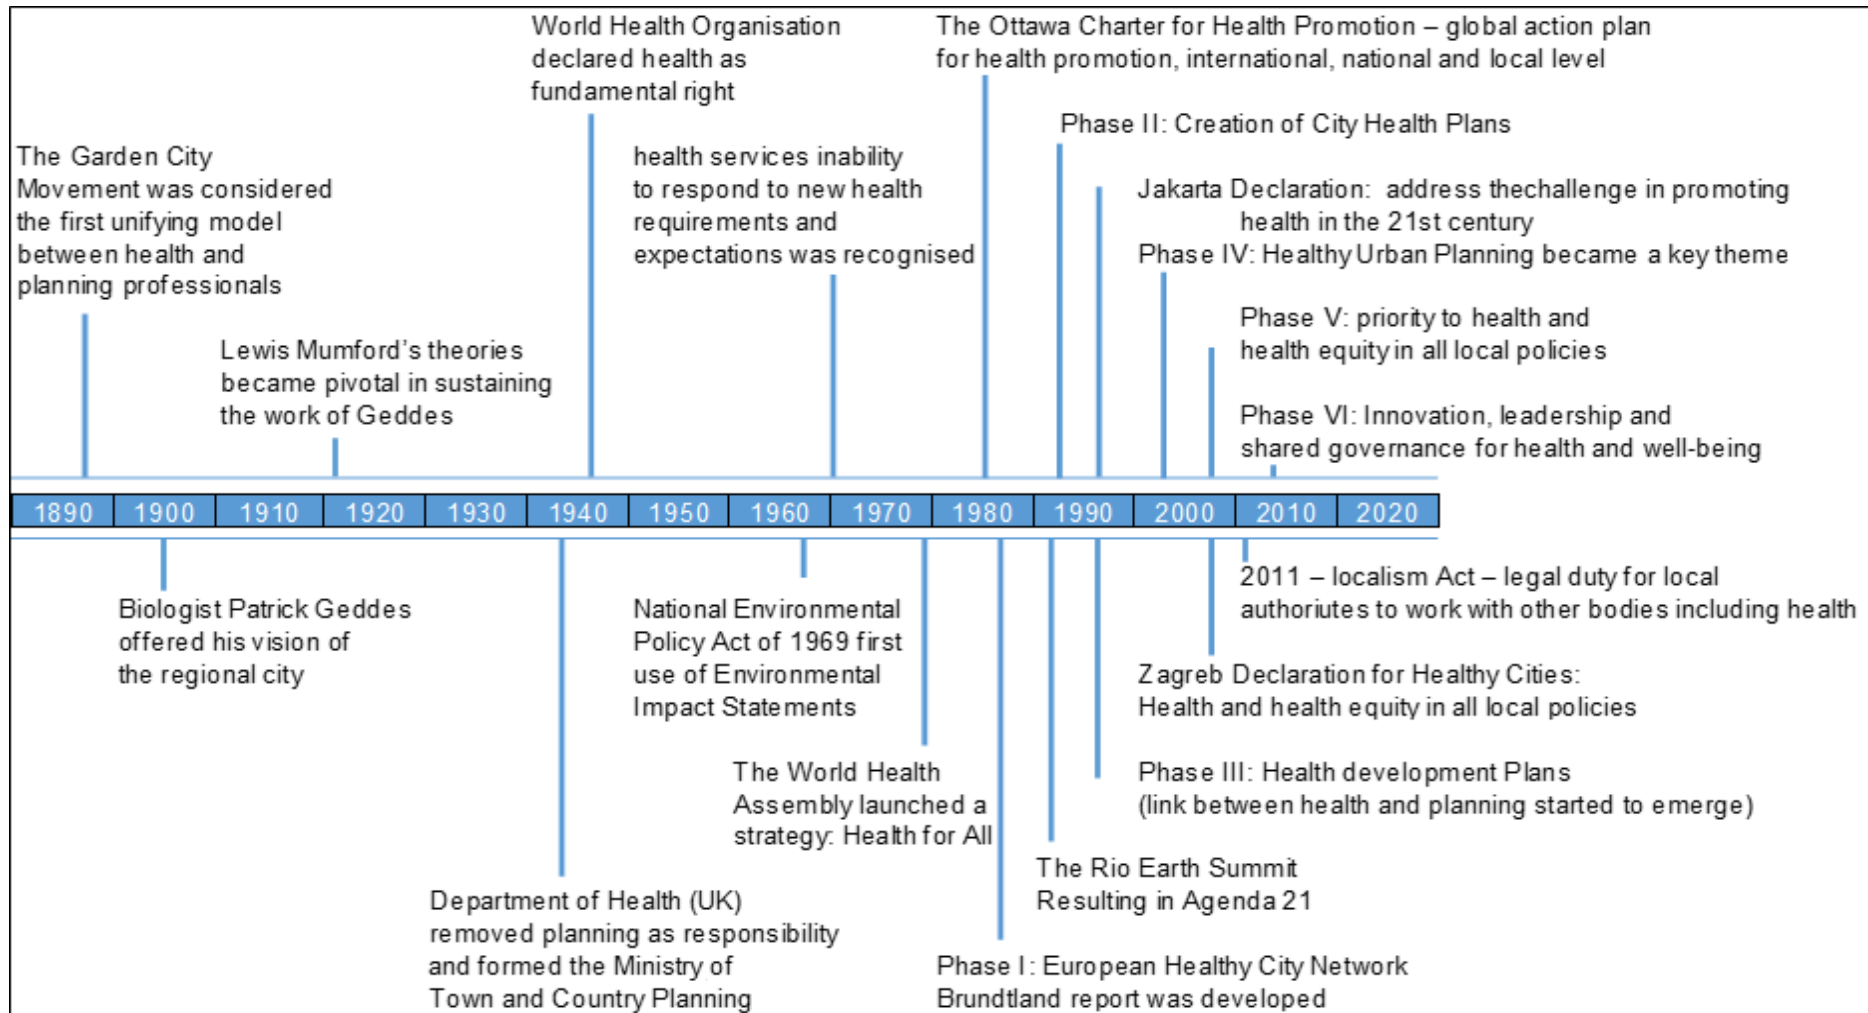 World Health Organisation
declared health as
fundamental right
The Ottawa Charter for Health Promotion – global action plan
for health promotion, international, national and local level
Phase II: Creation of City Health Plans
The Garden City
Movement was considered
the first unifying model
between health and
planning professionals
health services inability
to respond to new health
requirements and
expectations was recognised
Jakarta Declaration: address thechallenge in promoting
health in the 21st century
Phase IV: Healthy Urban Planning became a key theme
Lewis Mumford's theories
became pivotal in sustaining
the work of Geddes
Phase V: priority to health and
health equity in all local policies
Phase VI: Innovation, leadership and
shared governance for health and well-being
1890 1900 1910 1920 1930 1940 1950 1960 1970 1980 1990 2000 2010 2020
Biologist Patrick Geddes
offered his vision of
the regional city
National Environmental
Policy Act of 1969 first
use of Environmental
Impact Statements
2011 – localism Act – legal duty for local
authoriutes to work with other bodies including health
Zagreb Declaration for Healthy Cities:
Health and health equity in all local policies
The World Health
Assembly launched a
strategy: Health for All
Phase III: Health development Plans
(link between health and planning started to emerge)
The Rio Earth Summit
Resulting in Agenda 21
Department of Health (UK)
removed planning as responsibility
and formed the Ministry of
Town and Country Planning
Phase I: European Healthy City Network
Brundtland report was developed